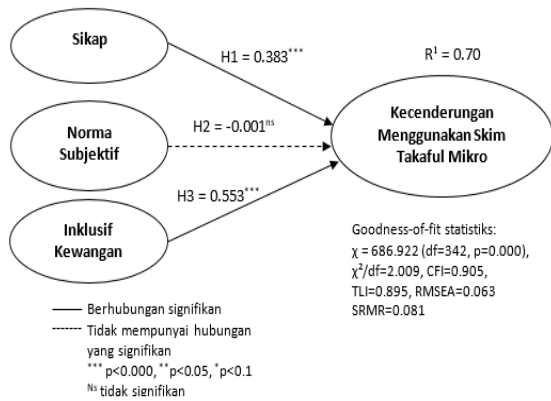 Sikap
H1 = 0.383***
R¹ = 0.70
Norma
Subjektif
H2 = -0.001ⁿˢ
Kecenderungan
Menggunakan Skim
Takaful Mikro
H3 = 0.553***
Inklusif
Kewangan
Goodness-of-fit statistiks:
χ = 686.922 (df=342, p=0.000),
χ²/df=2.009, CFI=0.905,
TLI=0.895, RMSEA=0.063
SRMR=0.081
Berhubungan signifikan
Tidak mempunyai hubungan
yang signifikan
*** p<0.000, **p<0.05, *p<0.1
Ns tidak signifikan